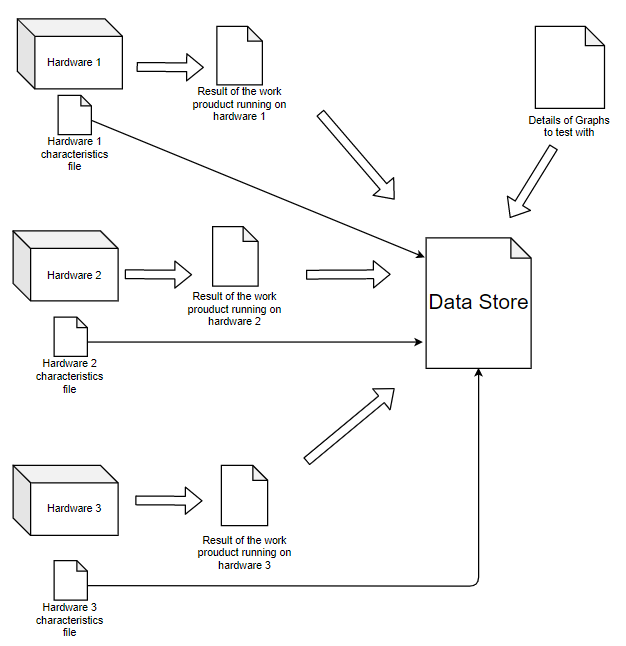 Hardware 1
Result of the work
prouduct running on
hardware 1
Details of Graphs
to test with
Hardware 1
characteristics
file
Hardware 2
Result of the work
prouduct running on
hardware 2
Data Store
Hardware 2
characteristics
file
Hardware 3
Result of the work
prouduct running on
hardware 3
Hardware 3
characteristics
file